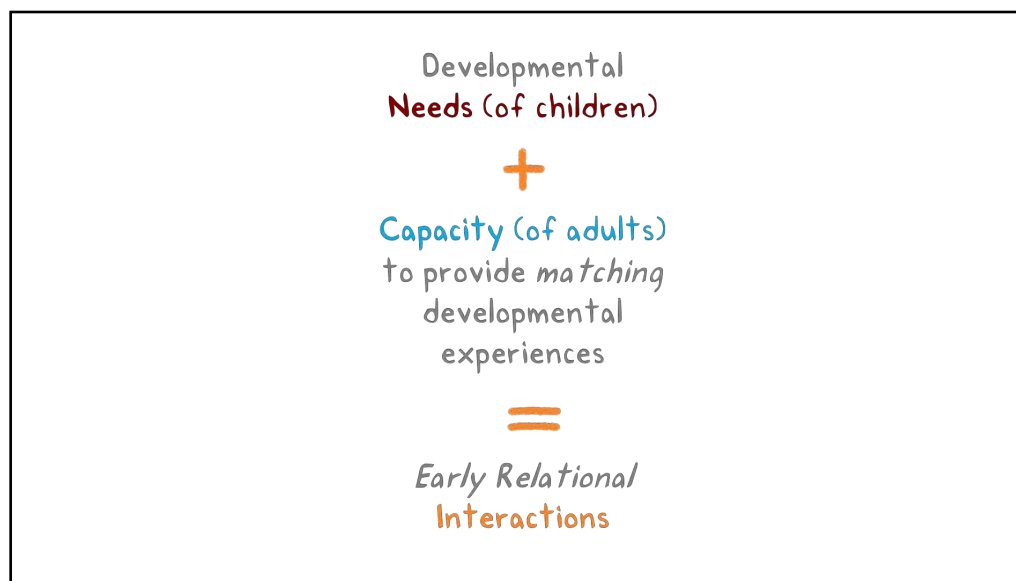 Developmental
Needs (of children)
+
Capacity (of adults)
to provide matching
developmental
experiences
=
Early Relational
Interactions